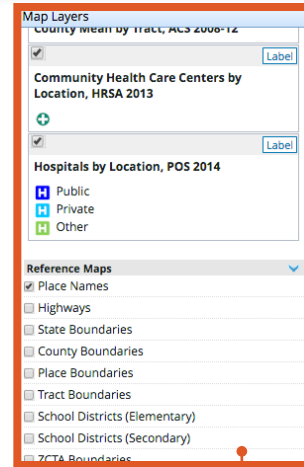 Map Layers
County Mean by Tract, ACS 2008-12
Label
Community Health Care Centers by
Location, HRSA 2013
Label
Hospitals by Location, POS 2014
H Public
H Private
H Other
Reference Maps
Place Names
Highways
State Boundaries
County Boundaries
Place Boundaries
Tract Boundaries
School Districts (Elementary)
School Districts (Secondary)
ZCTA Boundaries